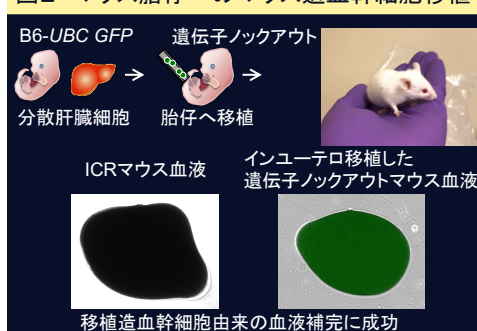 B6-UBC GFP
遺伝子ノックアウト
分散肝臓細胞
胎仔へ移植
ICRマウス血液
インユーテロ移植した
遺伝子ノックアウトマウス血液
移植造血幹細胞由来の血液補完に成功